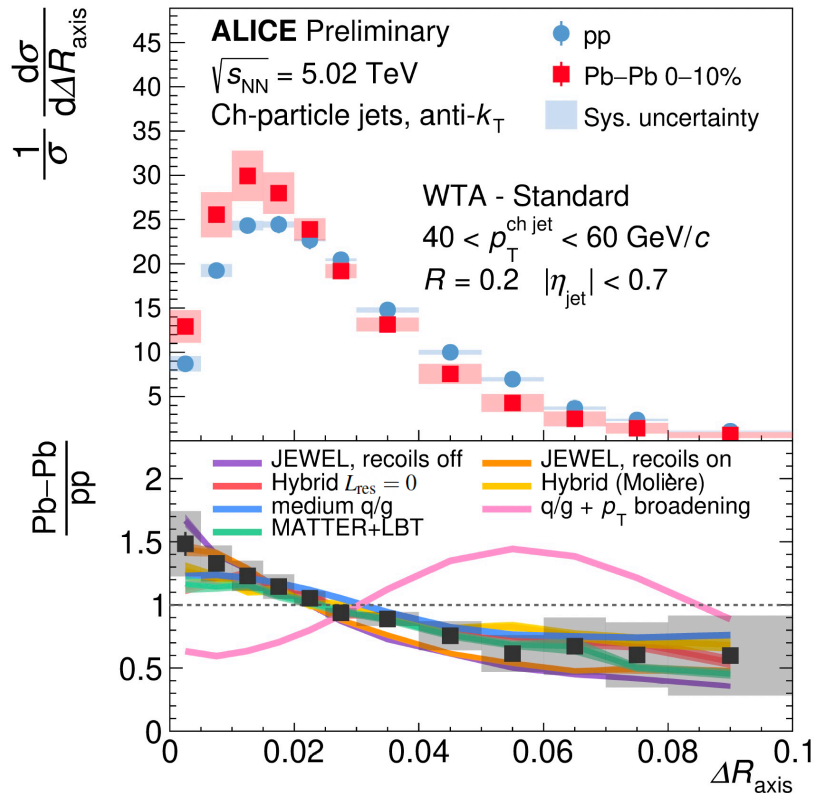 1/σ dσ/dΔR_axis
45
40
35
30
25
20
15
10
5
ALICE Preliminary
√s_NN = 5.02 TeV
Ch-particle jets, anti-k_T
pp
Pb–Pb 0–10%
Sys. uncertainty
WTA - Standard
40 < p_T^ch jet < 60 GeV/c
R = 0.2 |η_jet| < 0.7
Pb–Pb/pp
2
1.5
1
0.5
0
JEWEL, recoils off
Hybrid L_res = 0
medium q/g
MATTER+LBT
JEWEL, recoils on
Hybrid (Molière)
q/g + p_T broadening
0 0.02 0.04 0.06 0.08 0.1
ΔR_axis